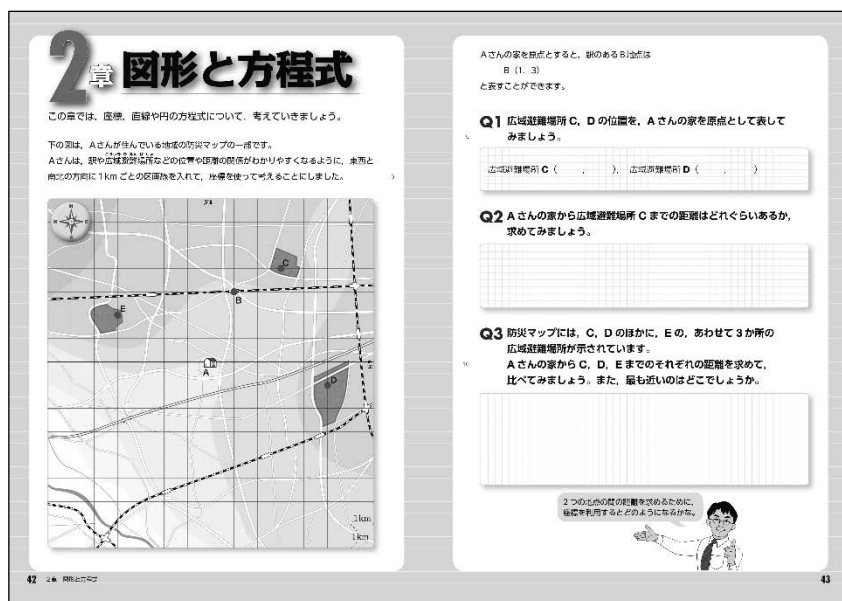 2章 図形と方程式
この章では，座標，直線や円の方程式について，考えていきましょう。
下の図は，Aさんが住んでいる地域の防災マップの一部です。
Aさんは，駅や広域避難場所などの位置や距離の関係がわかりやすくなるように，東西と
南北の方向に1kmごとの区画線を入れて，座標を使って考えることにしました。
5
y
C
B
E
A
x
D
1km
1km
42 2章 図形と方程式
Aさんの家を原点とすると，駅のあるB地点は
B（1，3）
と表すことができます。
Q1 広域避難場所 C，D の位置を，A さんの家を原点として表して
5
みましょう。
広域避難場所 C（　，　），広域避難場所 D（　，　）
Q2 A さんの家から広域避難場所 C までの距離はどれぐらいあるか，
求めてみましょう。
Q3 防災マップには，C，D のほかに，E の，あわせて 3 か所の
広域避難場所が示されています。
10
A さんの家から C，D，E までのそれぞれの距離を求めて，
比べてみましょう。また，最も近いのはどこでしょうか。
2つの地点の間の距離を求めるために，
座標を利用するとどのようになるかな。
43